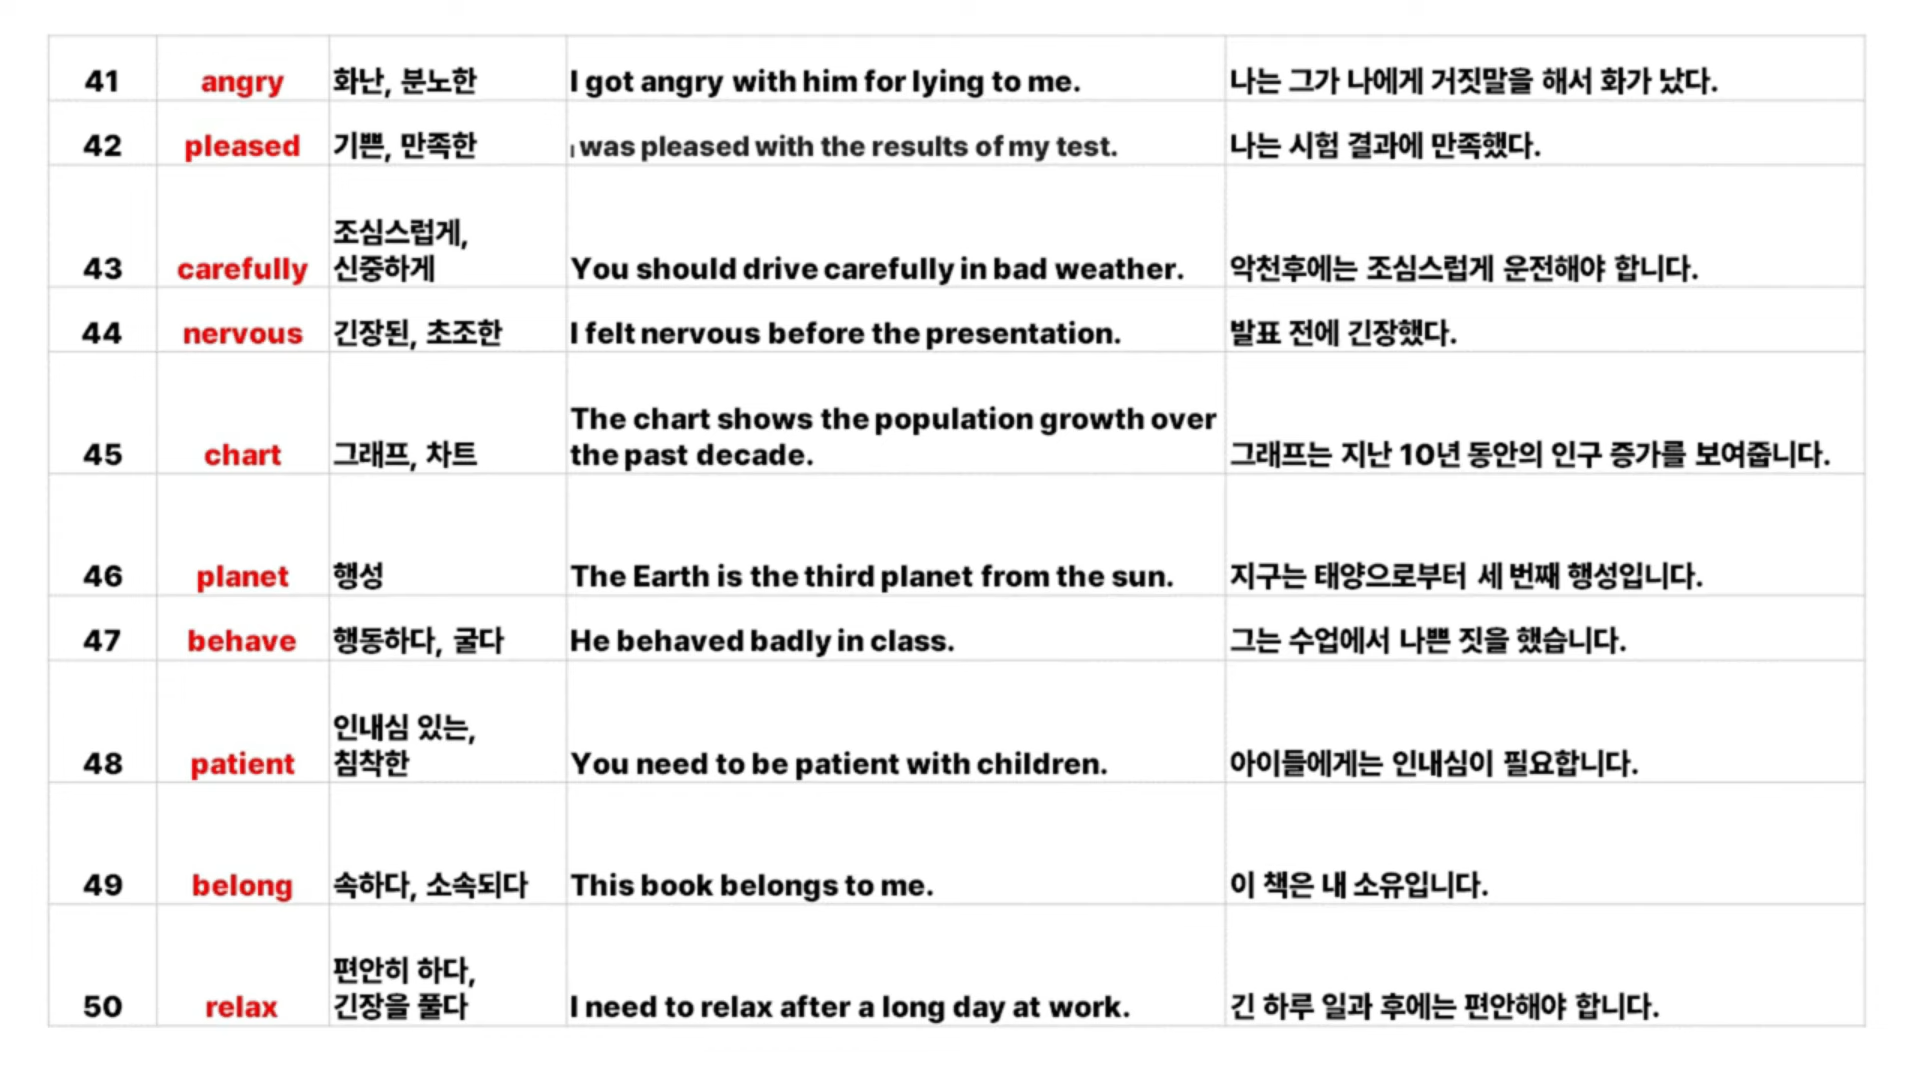 41 angry 화난, 분노한 I got angry with him for lying to me. 나는 그가 나에게 거짓말을 해서 화가 났다.
42 pleased 기쁜, 만족한 I was pleased with the results of my test. 나는 시험 결과에 만족했다.
조심스럽게,
43 carefully 신중하게 You should drive carefully in bad weather. 악천후에는 조심스럽게 운전해야 합니다.
44 nervous 긴장된, 초조한 I felt nervous before the presentation. 발표 전에 긴장했다.
The chart shows the population growth over
45 chart 그래프, 차트 the past decade. 그래프는 지난 10년 동안의 인구 증가를 보여줍니다.
46 planet 행성 The Earth is the third planet from the sun. 지구는 태양으로부터 세 번째 행성입니다.
47 behave 행동하다, 굴다 He behaved badly in class. 그는 수업에서 나쁜 짓을 했습니다.
인내심 있는,
48 patient 침착한 You need to be patient with children. 아이들에게는 인내심이 필요합니다.
49 belong 속하다, 소속되다 This book belongs to me. 이 책은 내 소유입니다.
편안히 하다,
50 relax 긴장을 풀다 I need to relax after a long day at work. 긴 하루 일과 후에는 편안해야 합니다.